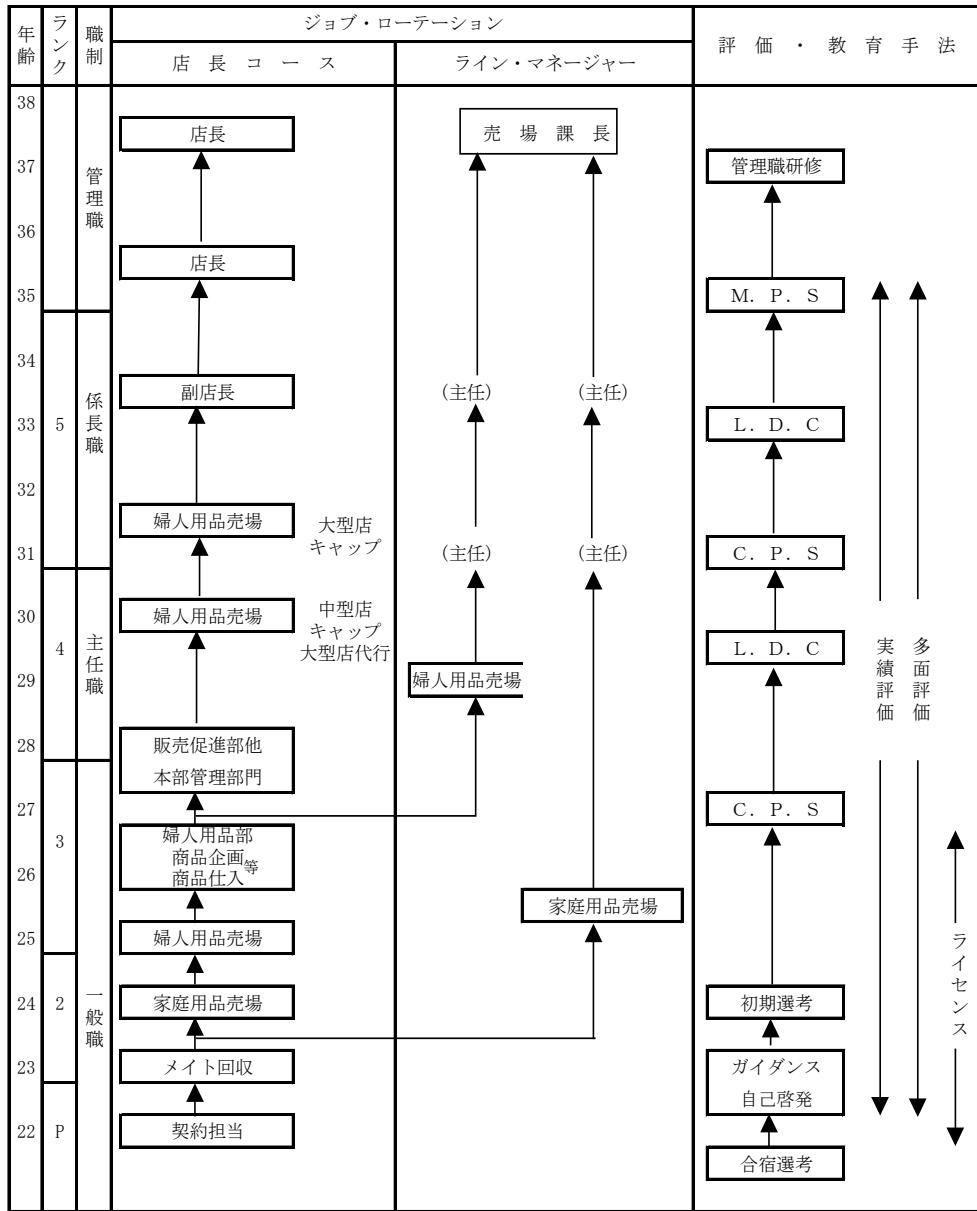 年齢
ランク
職制
ジョブ・ローテーション
店長コース
ライン・マネージャー
評価・教育手法
38
37
36
35
34
33
32
31
30
29
28
27
26
25
24
23
22
5
4
3
2
P
管理職
係長職
主任職
一般職
店長
店長
副店長
婦人用品売場
大型店
キャップ
婦人用品売場
中型店
キャップ
大型店代行
販売促進部他
本部管理部門
婦人用品部
商品企画
商品仕入
等
婦人用品売場
家庭用品売場
メイト回収
契約担当
売場課長
(主任)
(主任)
(主任)
(主任)
婦人用品売場
家庭用品売場
管理職研修
M.P.S
L.D.C
C.P.S
L.D.C
C.P.S
初期選考
ガイダンス
自己啓発
合宿選考
実績評価
多面評価
ライセンス